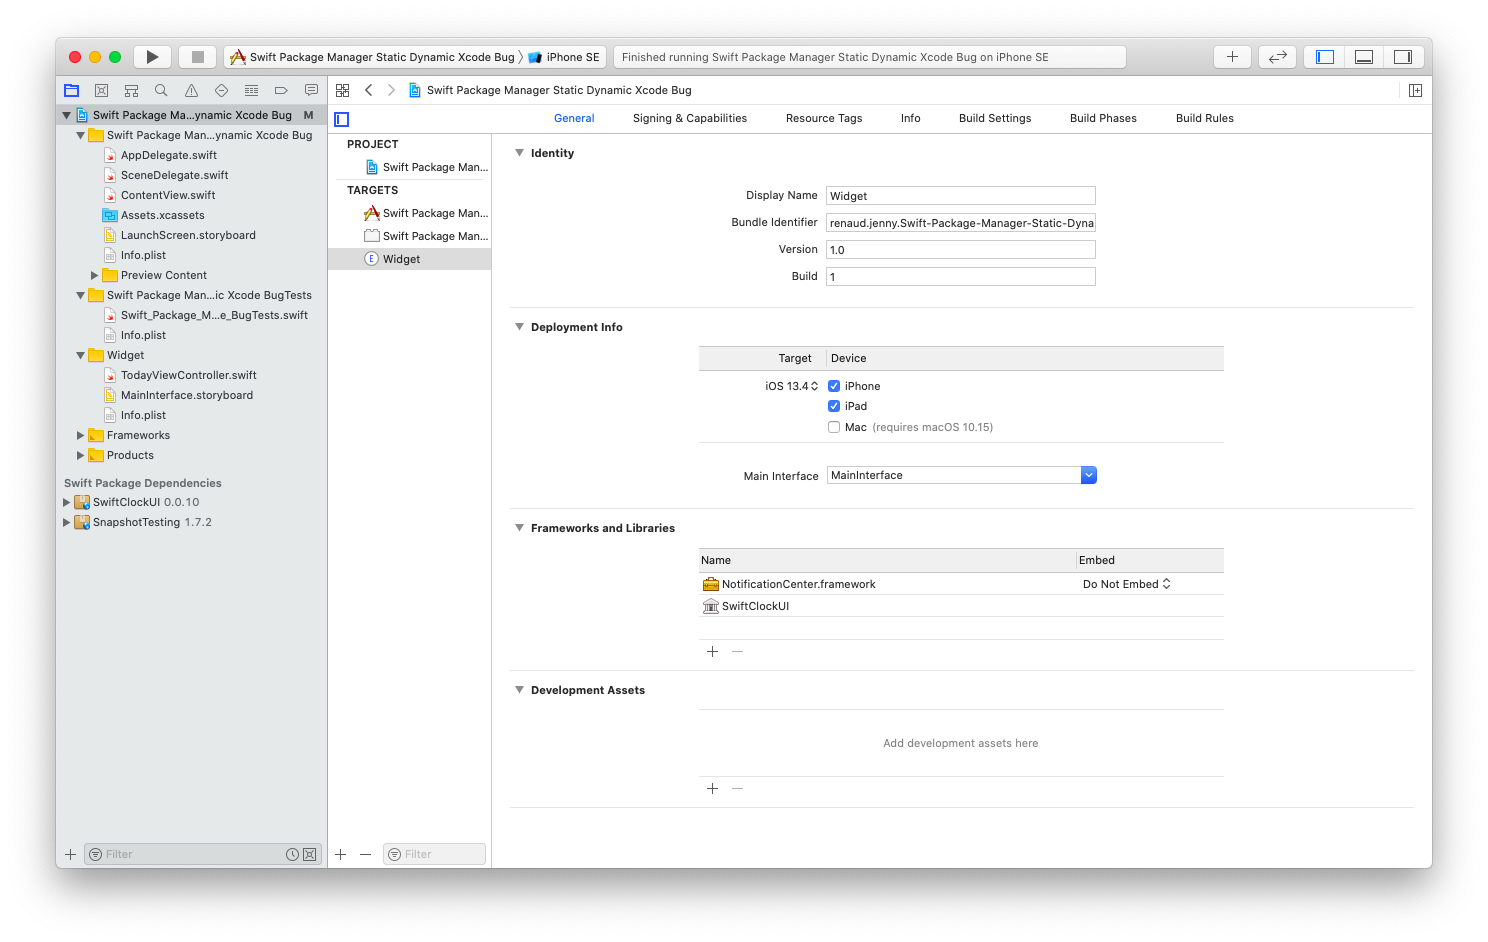 Swift Package Manager Static Dynamic Xcode Bug
iPhone SE
Finished running Swift Package Manager Static Dynamic Xcode Bug on iPhone SE
Swift Package Manager Static Dynamic Xcode Bug
Swift Package Ma...ynamic Xcode Bug M
Swift Package Man...ynamic Xcode Bug
AppDelegate.swift
SceneDelegate.swift
ContentView.swift
Assets.xcassets
LaunchScreen.storyboard
Info.plist
Preview Content
Swift Package Man...ic Xcode BugTests
Swift_Package_M...e_BugTests.swift
Info.plist
Widget
TodayViewController.swift
MainInterface.storyboard
Info.plist
Frameworks
Products
Swift Package Dependencies
SwiftClockUI 0.0.10
SnapshotTesting 1.7.2
Filter
PROJECT
Swift Package Man...
TARGETS
Swift Package Man...
Swift Package Man...
E Widget
Filter
General Signing & Capabilities Resource Tags Info Build Settings Build Phases Build Rules
Identity
Display Name Widget
Bundle Identifier renaud.jenny.Swift-Package-Manager-Static-Dyna
Version 1.0
Build 1
Deployment Info
Target Device
iOS 13.4 iPhone
iPad
Mac (requires macOS 10.15)
Main Interface MainInterface
Frameworks and Libraries
Name Embed
NotificationCenter.framework Do Not Embed
SwiftClockUI
Development Assets
Add development assets here